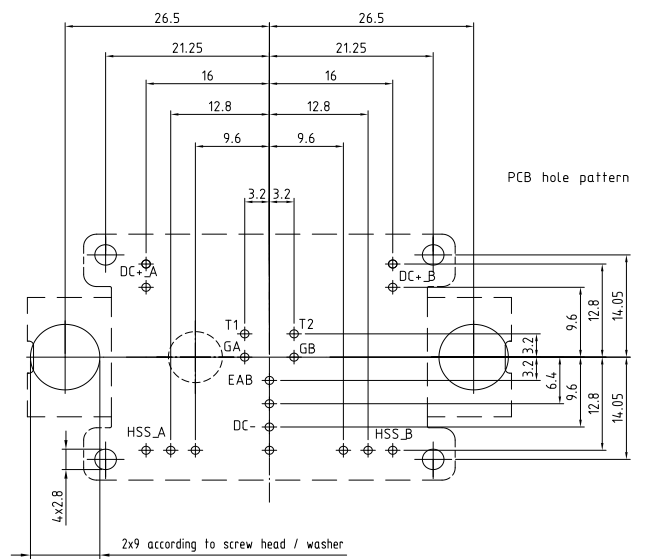 26.5 26.5
21.25 21.25
16 16
12.8 12.8
9.6 9.6
3.2 3.2
PCB hole pattern
DC+_A DC+_B
T1 T2
GA GB
EAB
DC-
HSS_A HSS_B
9.6 12.8 14.05
3.2
3.2
6.4
9.6
12.8
14.05
4x2.8
2x9 according to screw head / washer